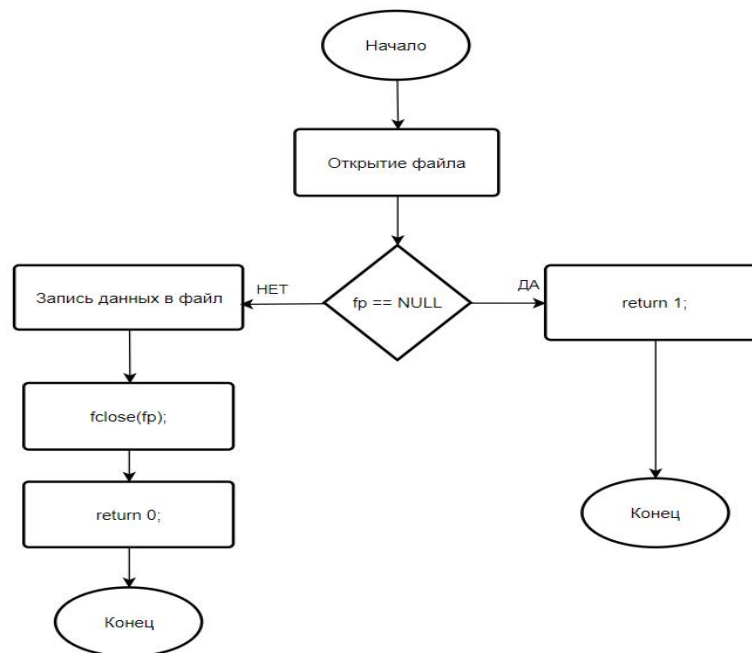 Начало
Открытие файла
fp == NULL
НЕТ
ДА
Запись данных в файл
return 1;
fclose(fp);
return 0;
Конец
Конец